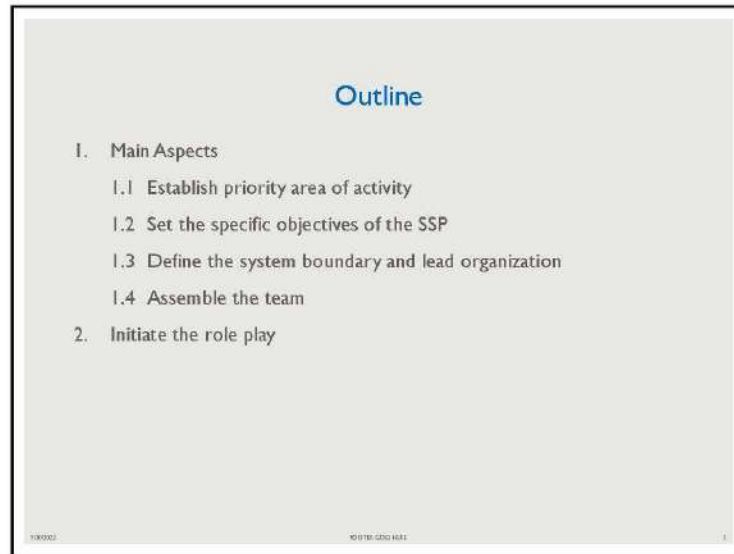 Outline
1. Main Aspects
1.1 Establish priority area of activity
1.2 Set the specific objectives of the SSP
1.3 Define the system boundary and lead organization
1.4 Assemble the team
2. Initiate the role play